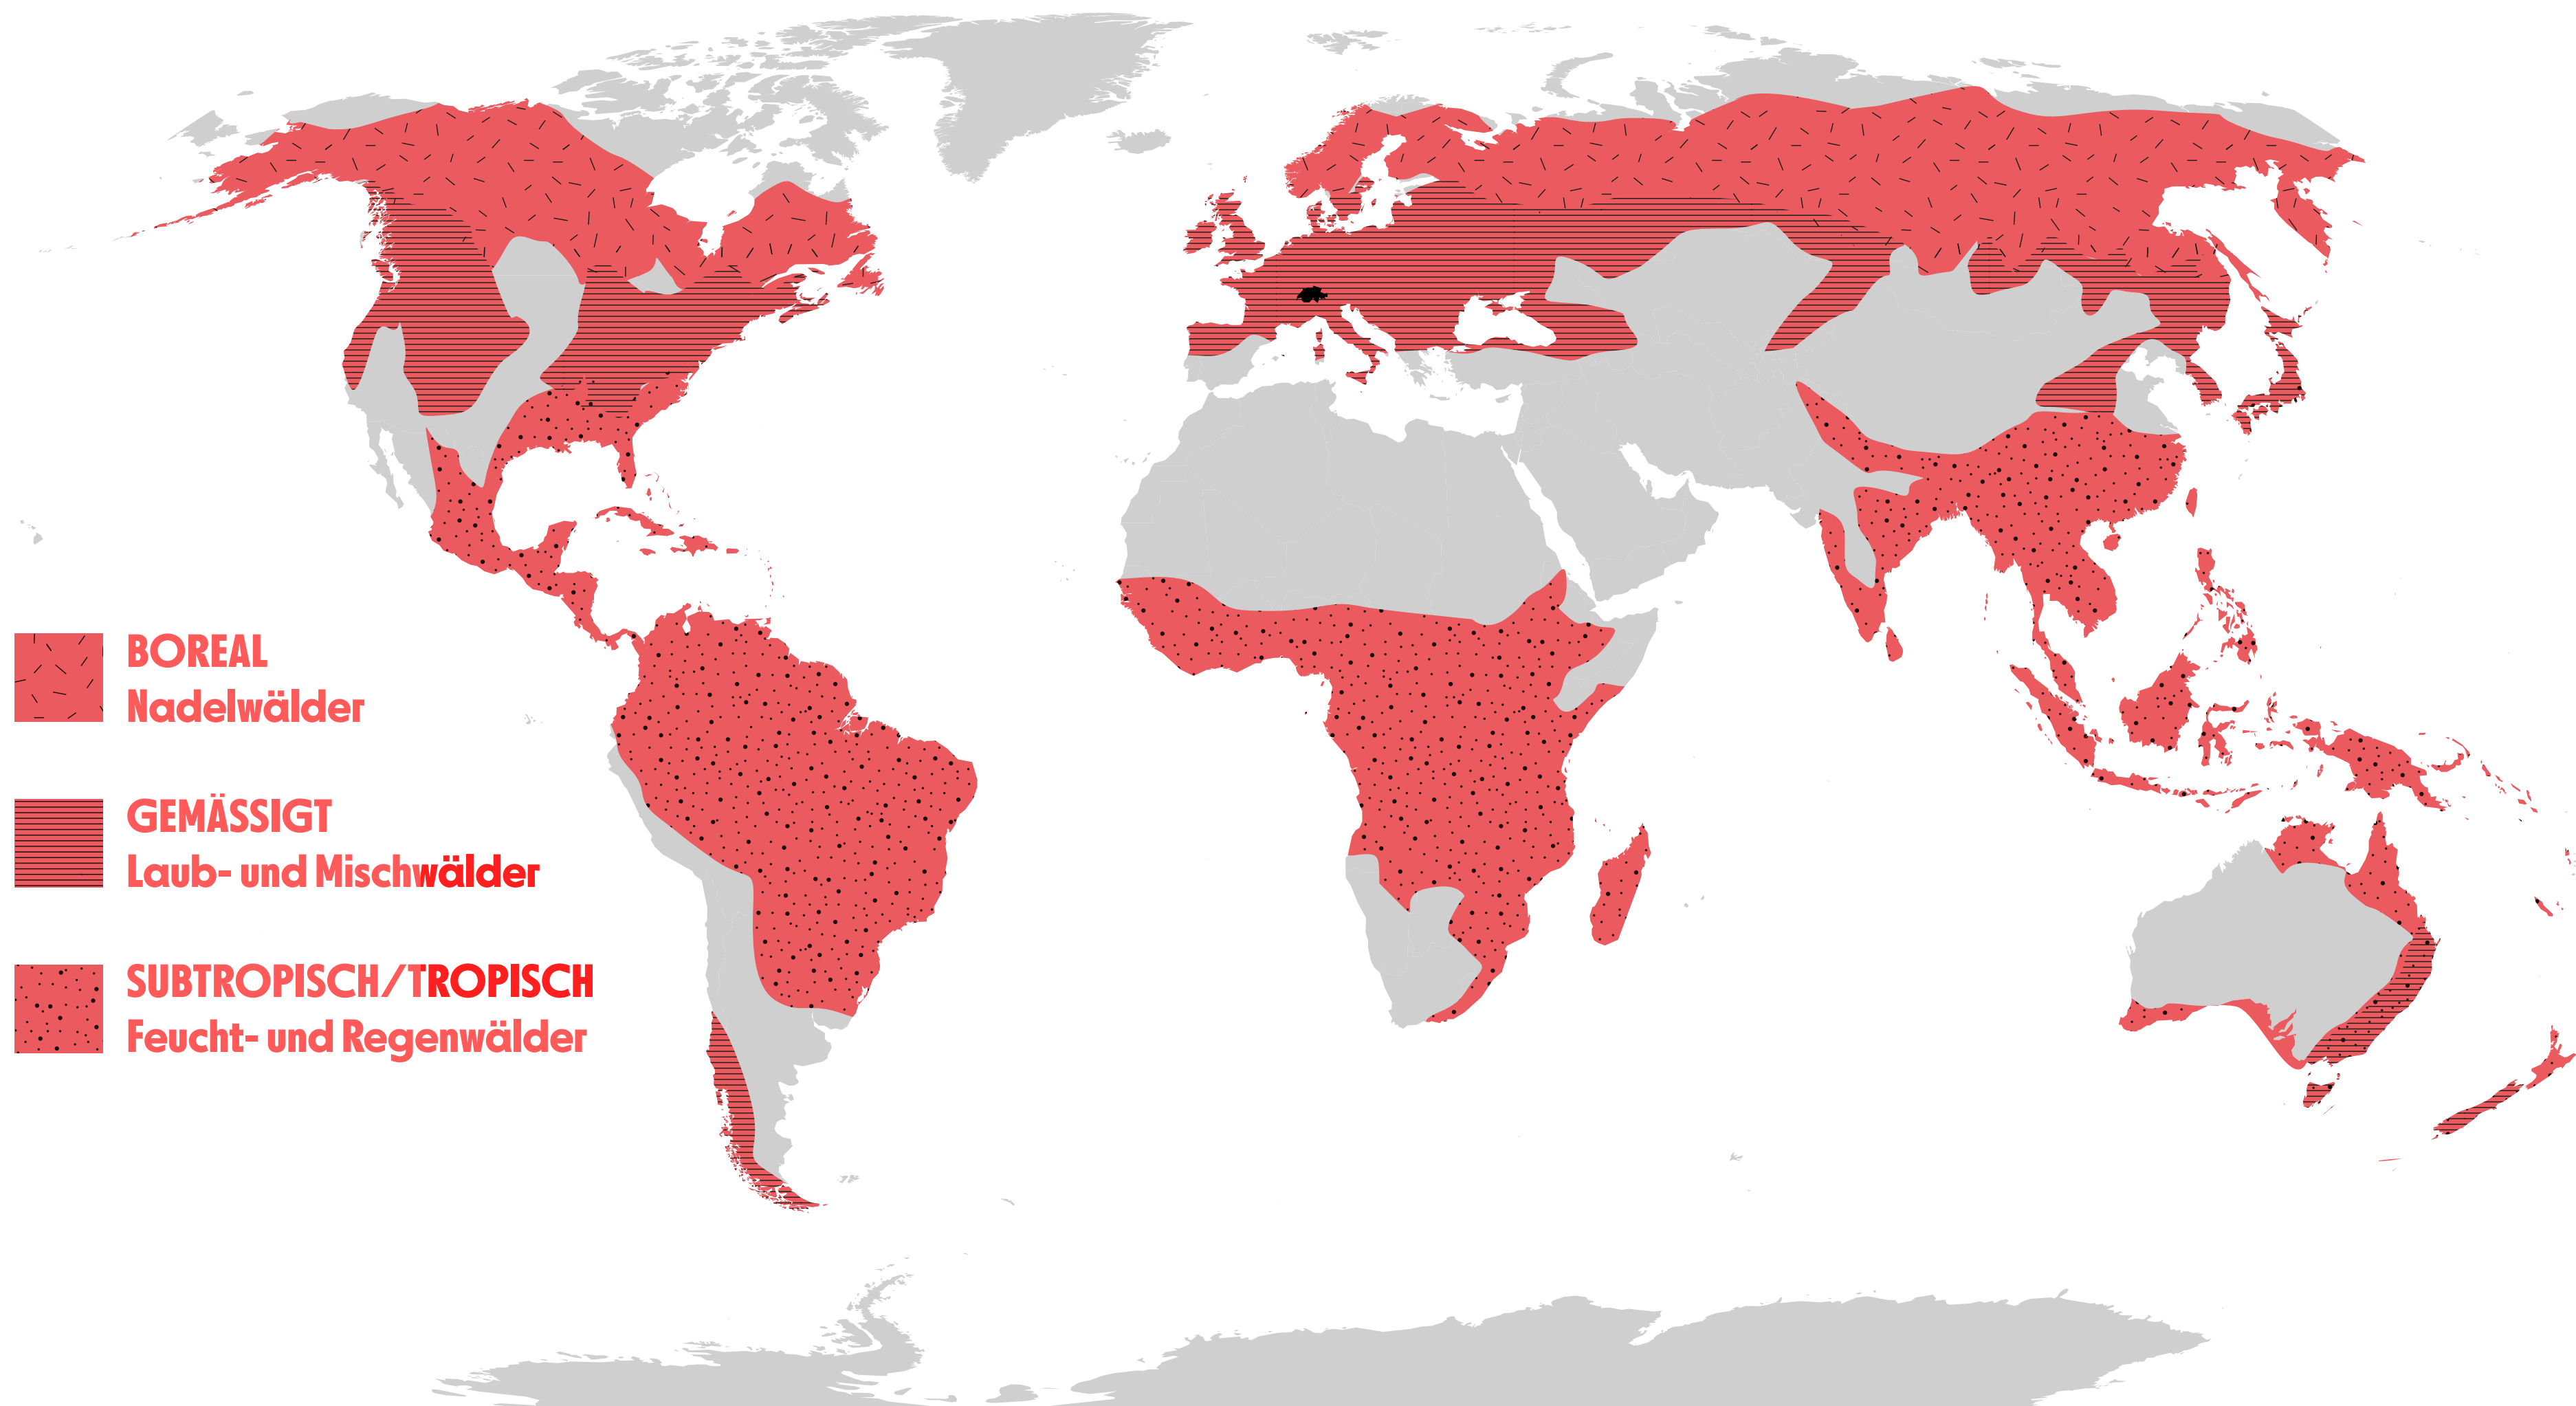 BOREAL
Nadelwälder
GEMÄSSIGT
Laub- und Mischwälder
SUBTROPISCH/TROPISCH
Feucht- und Regenwälder